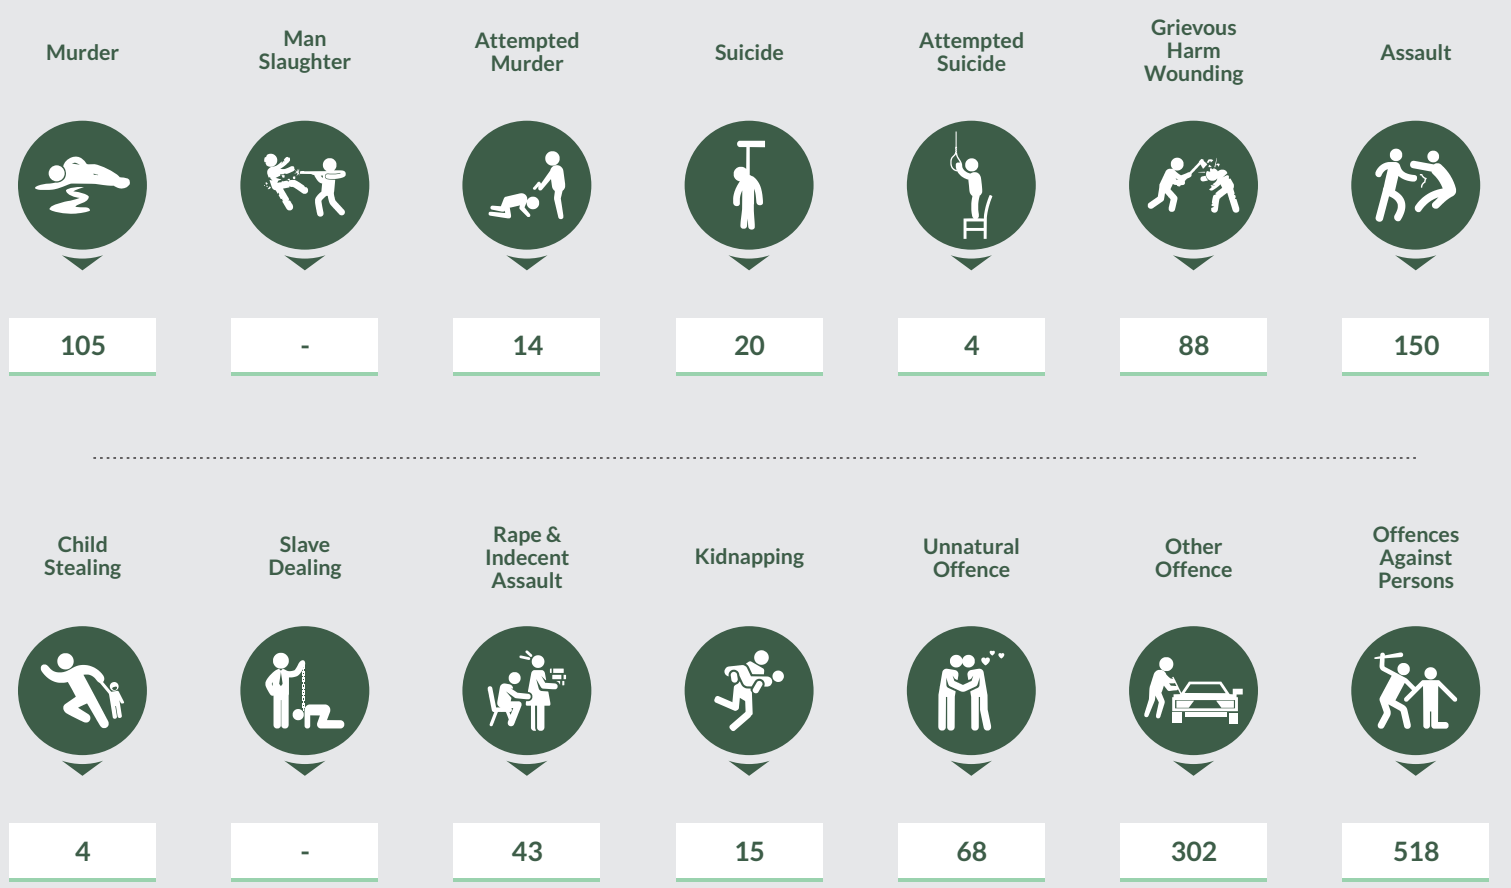 Murder
Man
Slaughter
Attempted
Murder
Suicide
Attempted
Suicide
Grievous
Harm
Wounding
Assault
105
-
14
20
4
88
150
Child
Stealing
Slave
Dealing
Rape &
Indecent
Assault
Kidnapping
Unnatural
Offence
Other
Offence
Offences
Against
Persons
4
-
43
15
68
302
518